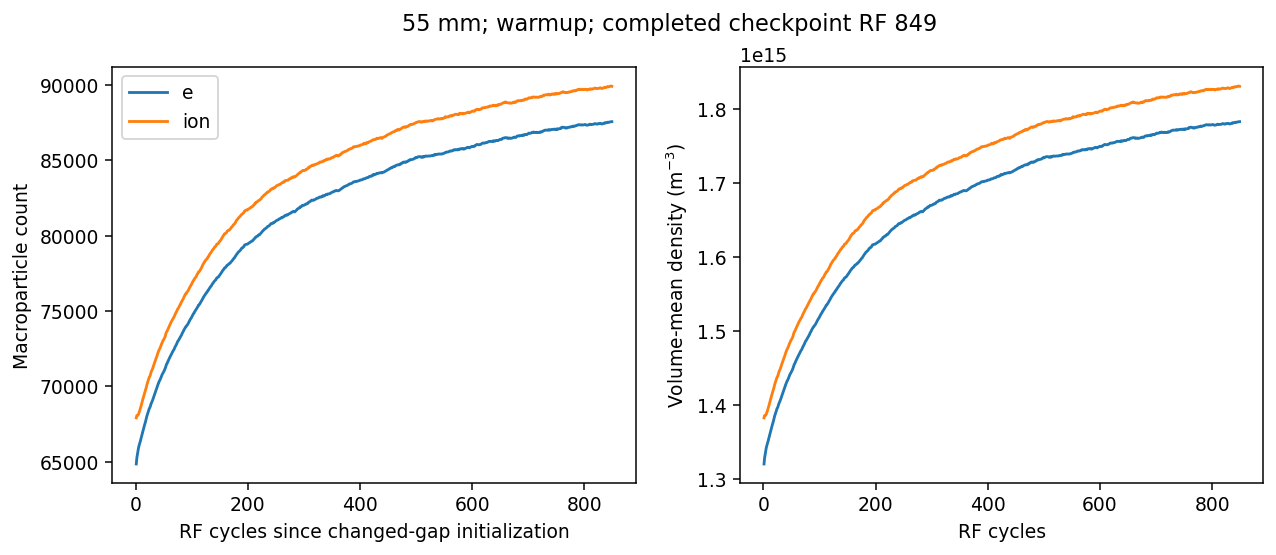 55 mm; warmup; completed checkpoint RF 849
Macroparticle count
90000
85000
80000
75000
70000
65000
e
ion
0
200
400
600
800
RF cycles since changed-gap initialization
1e15
Volume-mean density (m⁻³)
1.8
1.7
1.6
1.5
1.4
1.3
0
200
400
600
800
RF cycles